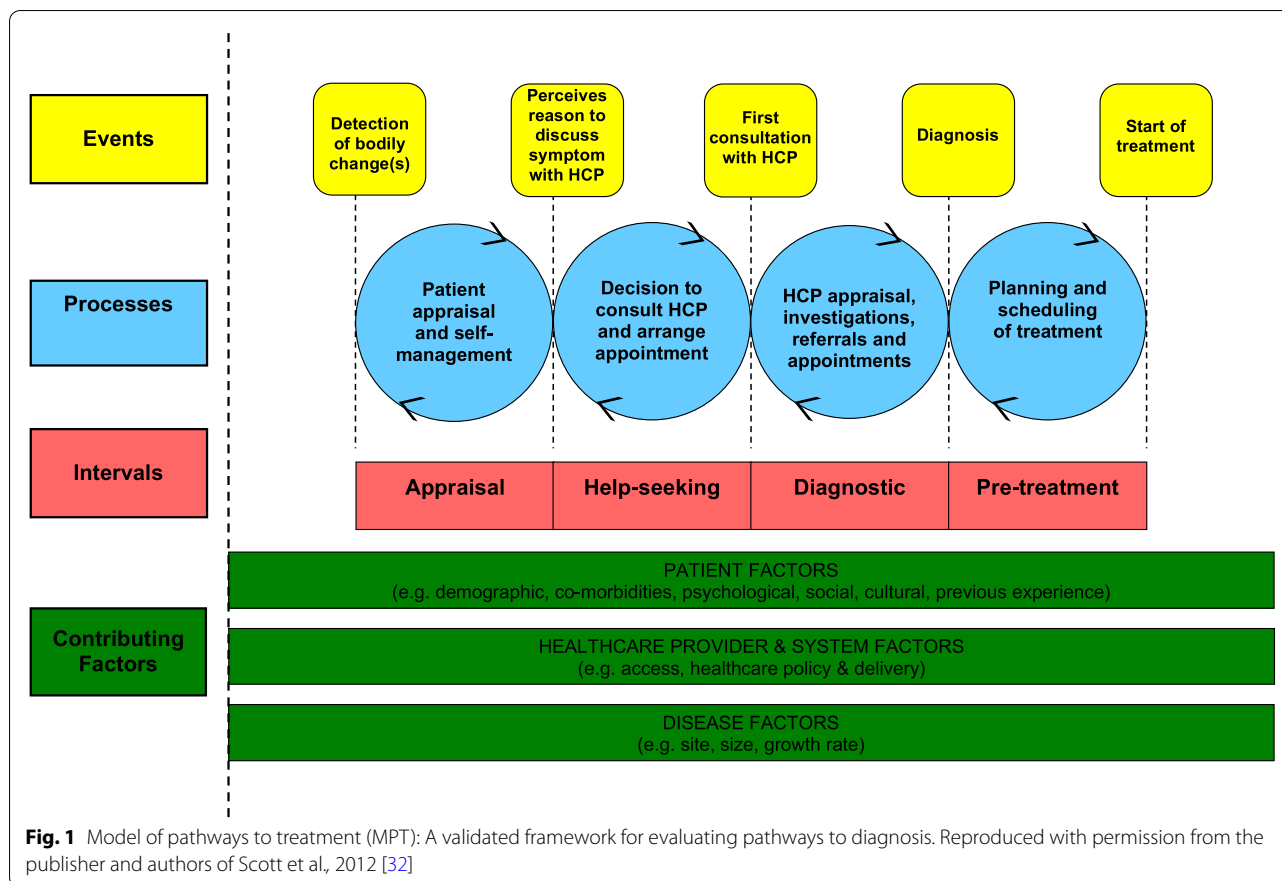 Events
Detection
of bodily
change(s)
Perceives
reason to
discuss
symptom
with HCP
First
consultation
with HCP
Diagnosis
Start of
treatment
Processes
Patient
appraisal
and self-
management
Decision to
consult HCP
and arrange
appointment
HCP appraisal,
investigations,
referrals and
appointments
Planning and
scheduling
of treatment
Intervals
Appraisal
Help-seeking
Diagnostic
Pre-treatment
Contributing
Factors
PATIENT FACTORS
(e.g. demographic, co-morbidities, psychological, social, cultural, previous experience)
HEALTHCARE PROVIDER & SYSTEM FACTORS
(e.g. access, healthcare policy & delivery)
DISEASE FACTORS
(e.g. site, size, growth rate)
Fig. 1 Model of pathways to treatment (MPT): A validated framework for evaluating pathways to diagnosis. Reproduced with permission from the
publisher and authors of Scott et al., 2012 [32]